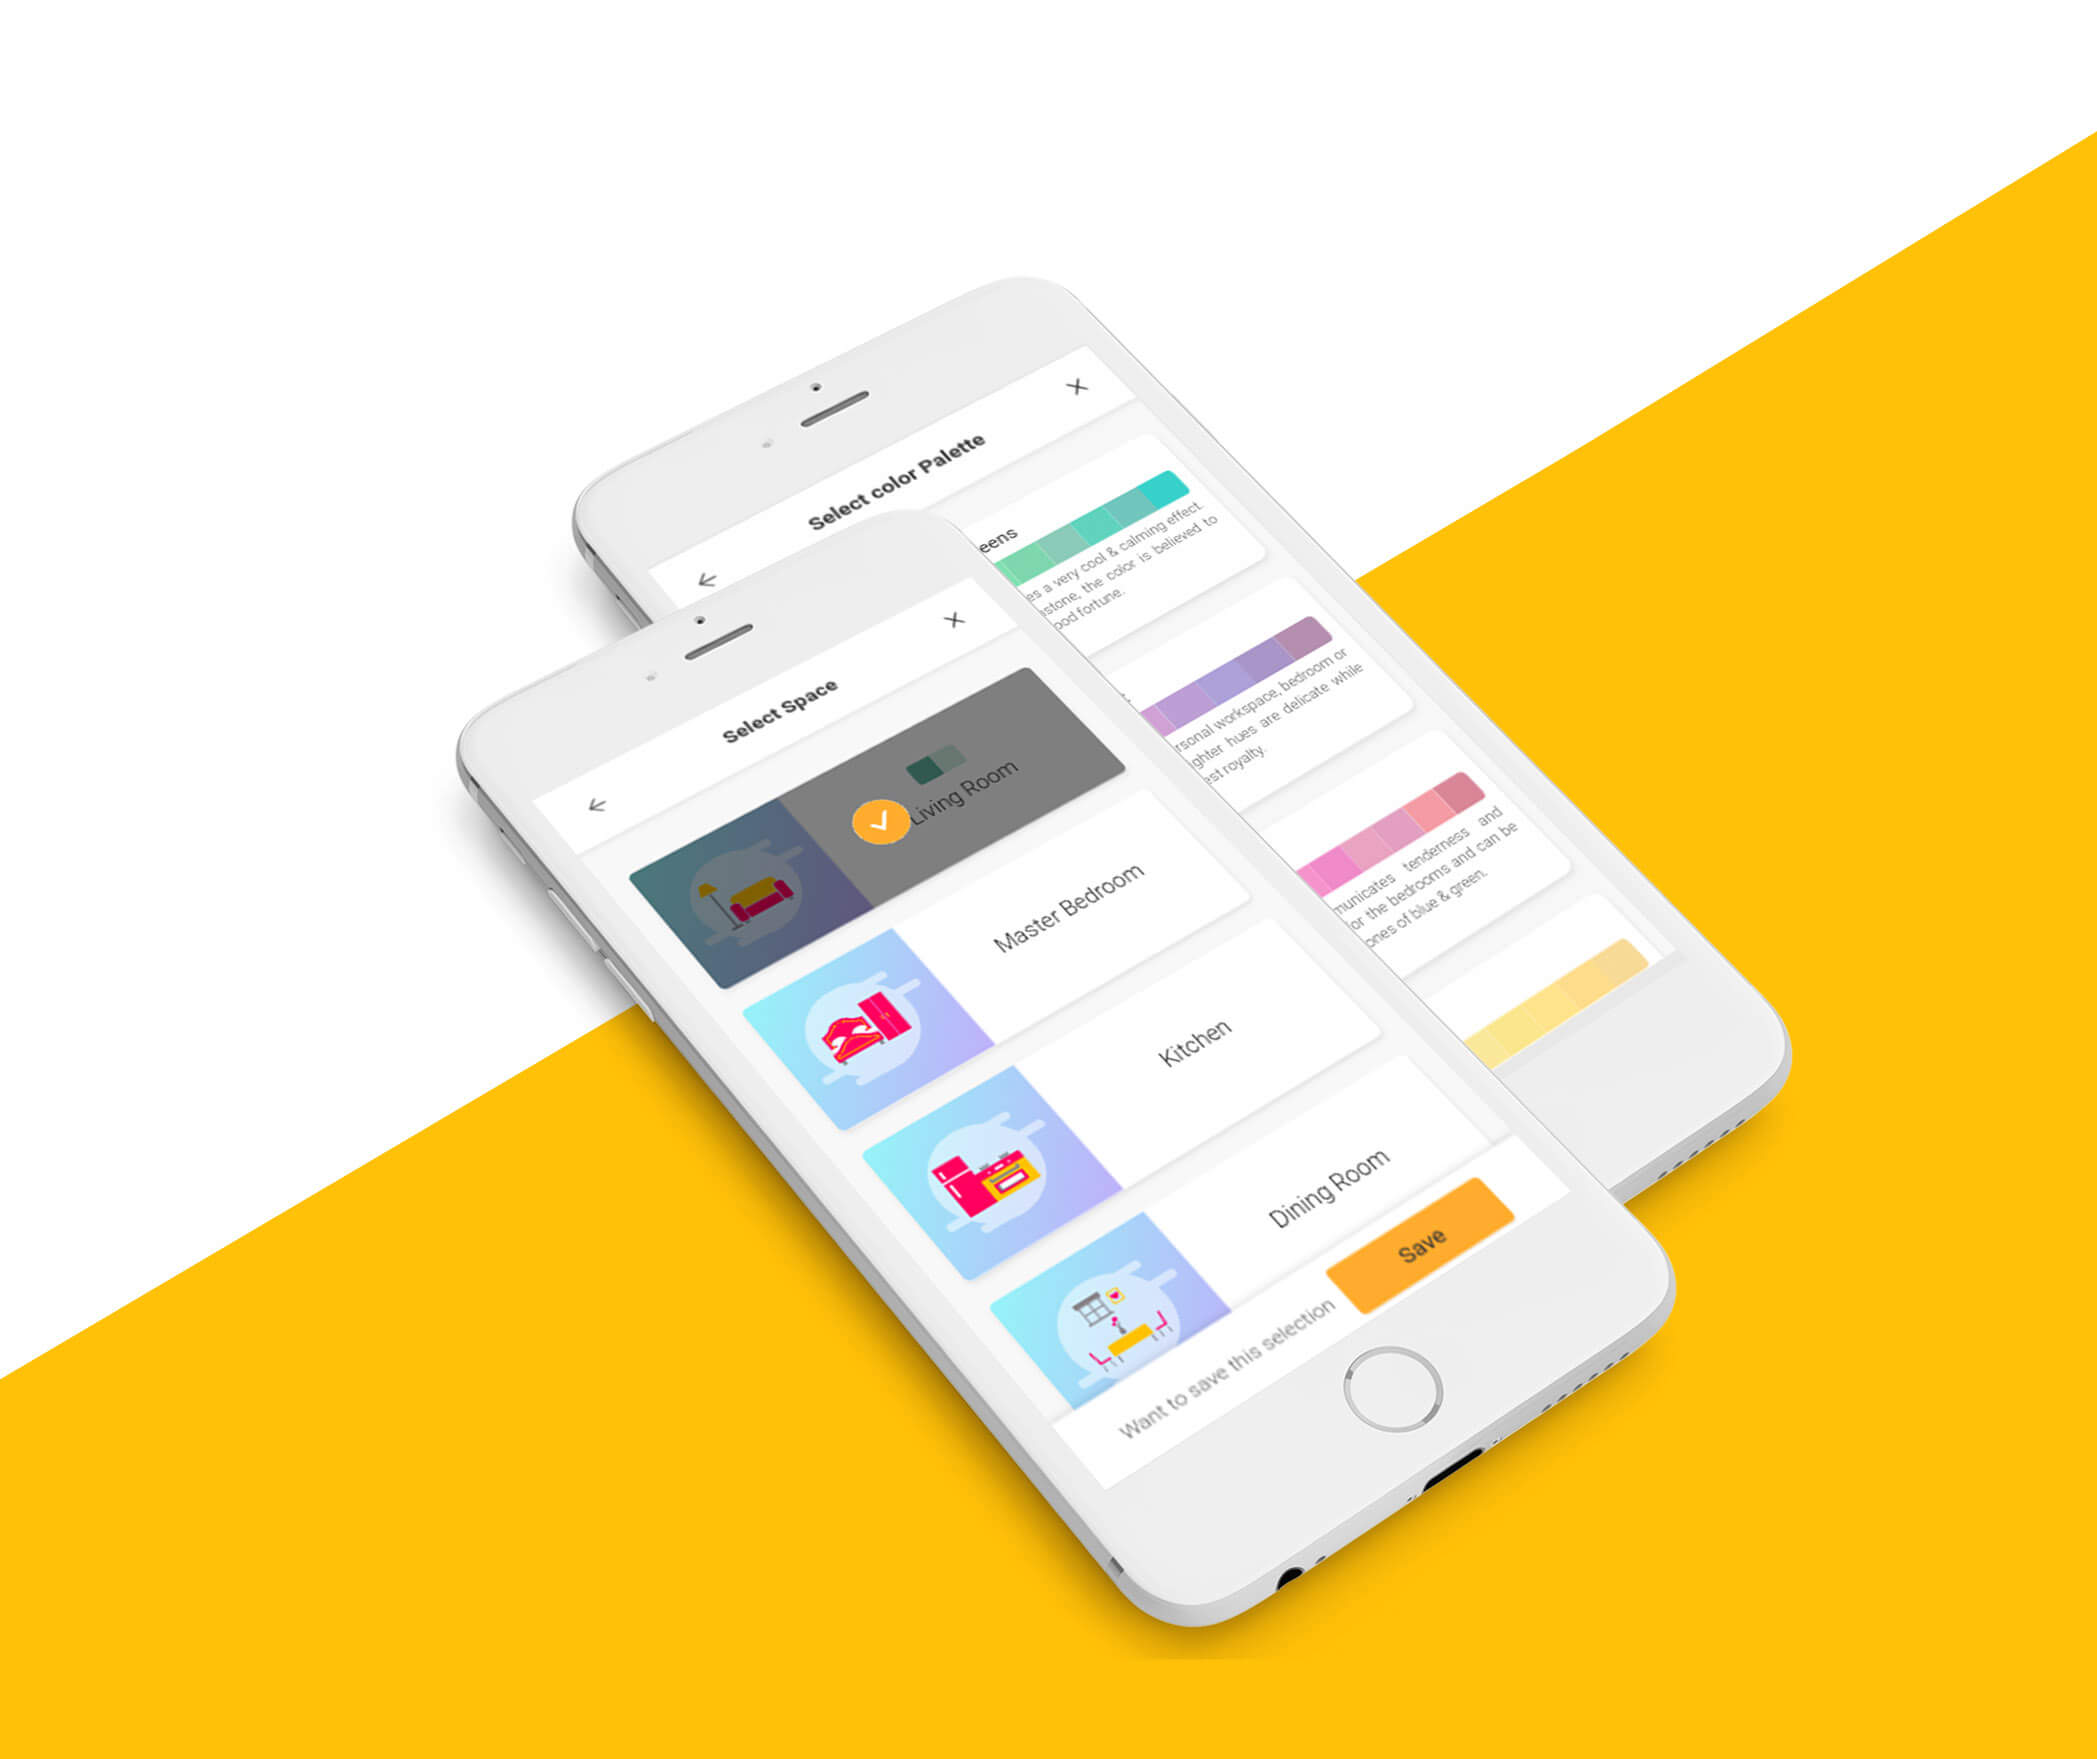 Select color Palette
eens
es a very cool & calming effect.
stone, the color is believed to
ood fortune.
rsonal workspace, bedroom or
ghter hues are delicate while
est royalty.
municates tenderness and
or the bedrooms and can be
ones of blue & green.
Select Space
Living Room
Master Bedroom
Kitchen
Dining Room
Want to save this selection
Save